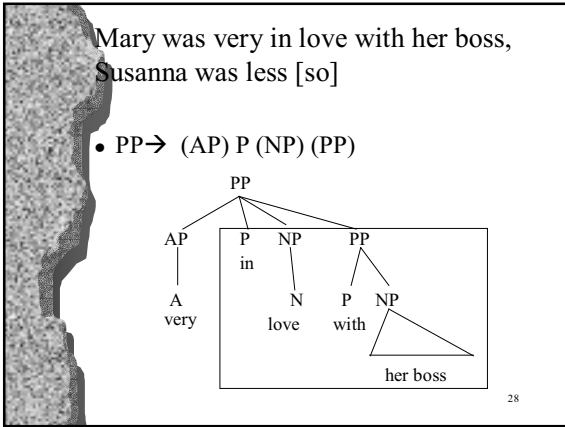 Mary was very in love with her boss,
Susanna was less [so]
• PP→ (AP) P (NP) (PP)
PP
AP P NP PP
in
A N P NP
very love with
her boss
28